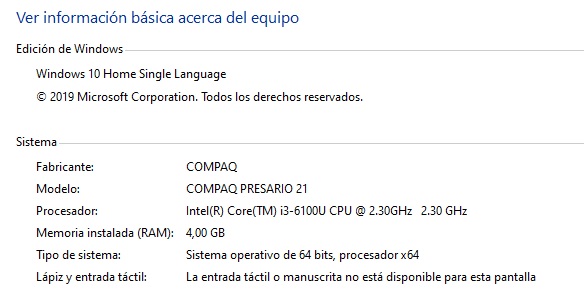 Ver información básica acerca del equipo
Edición de Windows
Windows 10 Home Single Language
© 2019 Microsoft Corporation. Todos los derechos reservados.
Sistema
Fabricante: COMPAQ
Modelo: COMPAQ PRESARIO 21
Procesador: Intel(R) Core(TM) i3-6100U CPU @ 2.30GHz 2.30 GHz
Memoria instalada (RAM): 4,00 GB
Tipo de sistema: Sistema operativo de 64 bits, procesador x64
Lápiz y entrada táctil: La entrada táctil o manuscrita no está disponible para esta pantalla